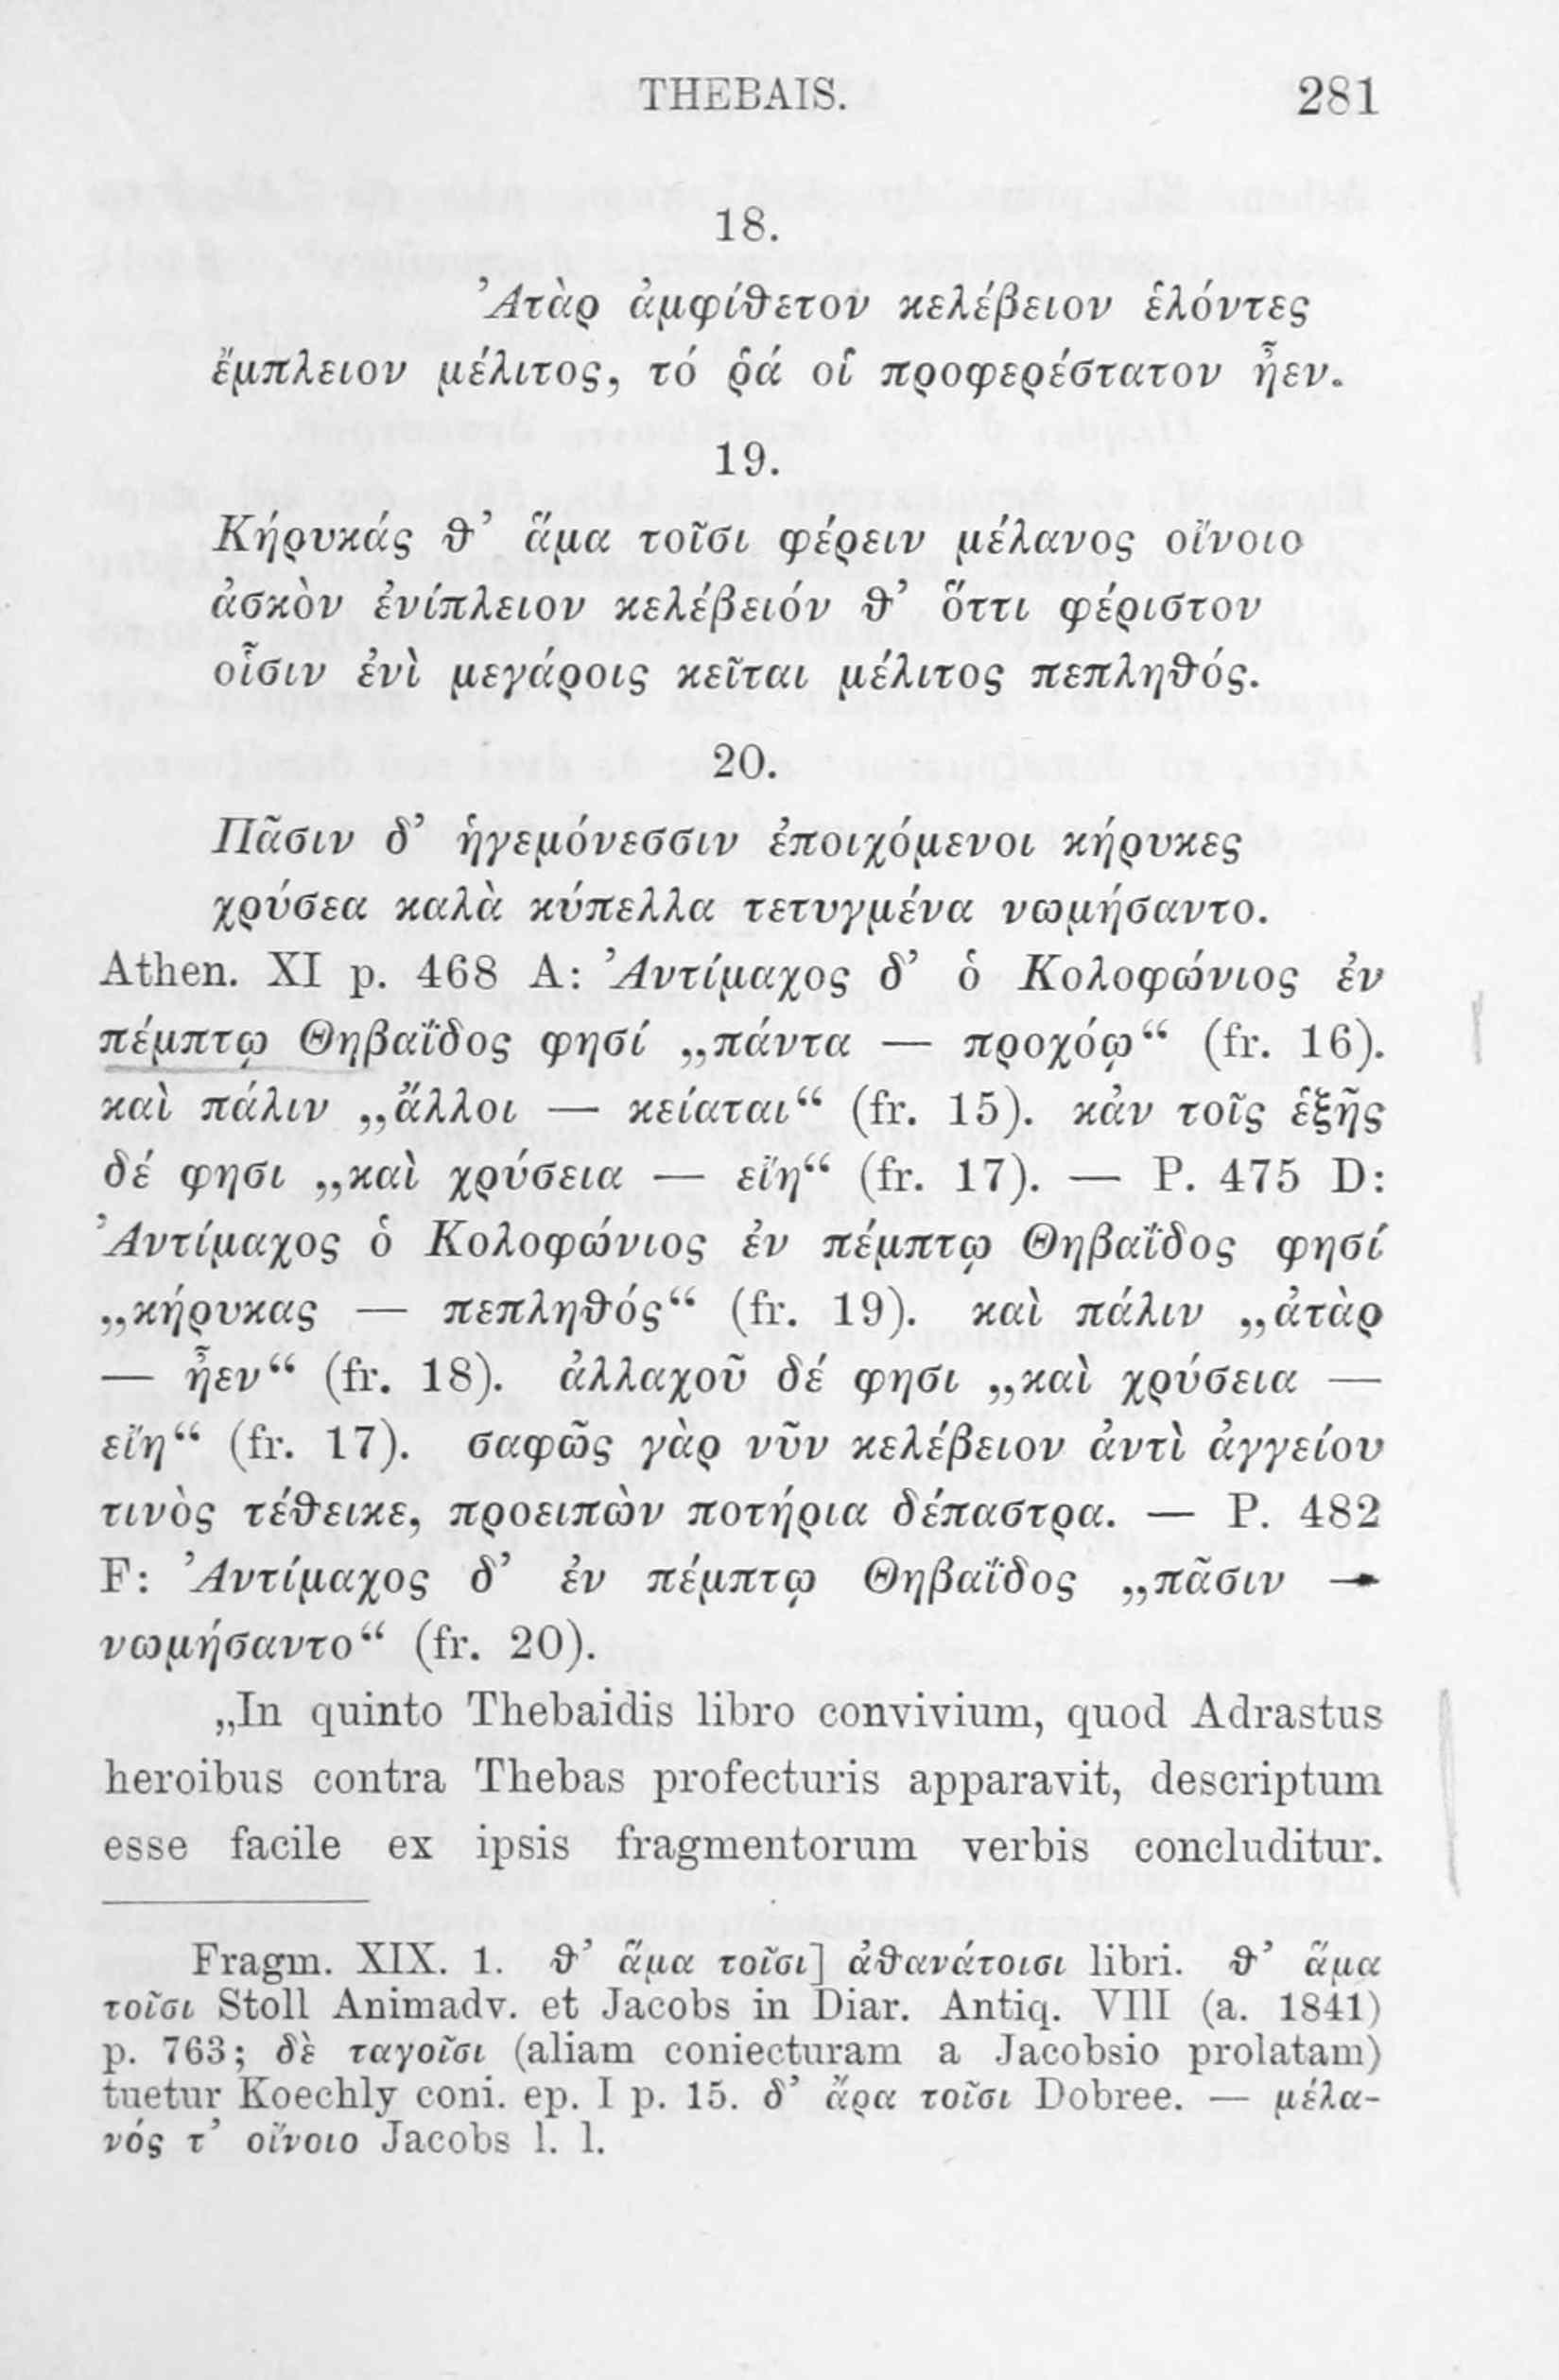 THEBAIS. 281
18.
Ἀτὰρ ἀμφίθετον κελέβειον ἑλόντες
ἔμπλειον μέλιτος, τό ῥά οἱ προφερέστατον ἦεν.
19.
Κήρυκάς θ’ ἅμα τοῖσι φέρειν μέλανος οἴνοιο
ἀσκὸν ἐνίπλειον κελέβειόν θ’ ὅττι φέριστον
οἷσιν ἐνὶ μεγάροις κεῖται μέλιτος πεπληθός.
20.
Πᾶσιν δ’ ἡγεμόνεσσιν ἐποιχόμενοι κήρυκες
χρύσεα καλὰ κύπελλα τετυγμένα νωμήσαντο.
Athen. XI p. 468 A: Ἀντίμαχος δ’ ὁ Κολοφώνιος ἐν
πέμπτῳ Θηβαΐδος φησί „πάντα — προχόῳ“ (fr. 16).
καὶ πάλιν „ἄλλοι — κείαται“ (fr. 15). κἀν τοῖς ἑξῆς
δέ φησι „καὶ χρύσεια — εἴη“ (fr. 17). — P. 475 D:
Ἀντίμαχος ὁ Κολοφώνιος ἐν πέμπτῳ Θηβαΐδος φησί
„κήρυκας — πεπληθός“ (fr. 19). καὶ πάλιν „ἀτὰρ
— ἦεν“ (fr. 18). ἀλλαχοῦ δέ φησι „καὶ χρύσεια —
εἴη“ (fr. 17). σαφῶς γὰρ νῦν κελέβειον ἀντὶ ἀγγείου
τινὸς τέθεικε, προειπὼν ποτήρια δέπαστρα. — P. 482
F: Ἀντίμαχος δ’ ἐν πέμπτῳ Θηβαΐδος „πᾶσιν —
νωμήσαντο“ (fr. 20).
„In quinto Thebaidis libro convivium, quod Adrastus
heroibus contra Thebas profecturis apparavit, descriptum
esse facile ex ipsis fragmentorum verbis concluditur.
Fragm. XIX. 1. θ’ ἅμα τοῖσι] ἀθανάτοισι libri. θ’ ἅμα
τοῖσι Stoll Animadv. et Jacobs in Diar. Antiq. VIII (a. 1841)
p. 763; δὲ ταγοῖσι (aliam coniecturam a Jacobsio prolatam)
tuetur Koechly coni. ep. I p. 15. δ’ ἄρα τοῖσι Dobree. — μέλα-
νός τ’ οἴνοιο Jacobs l. l.